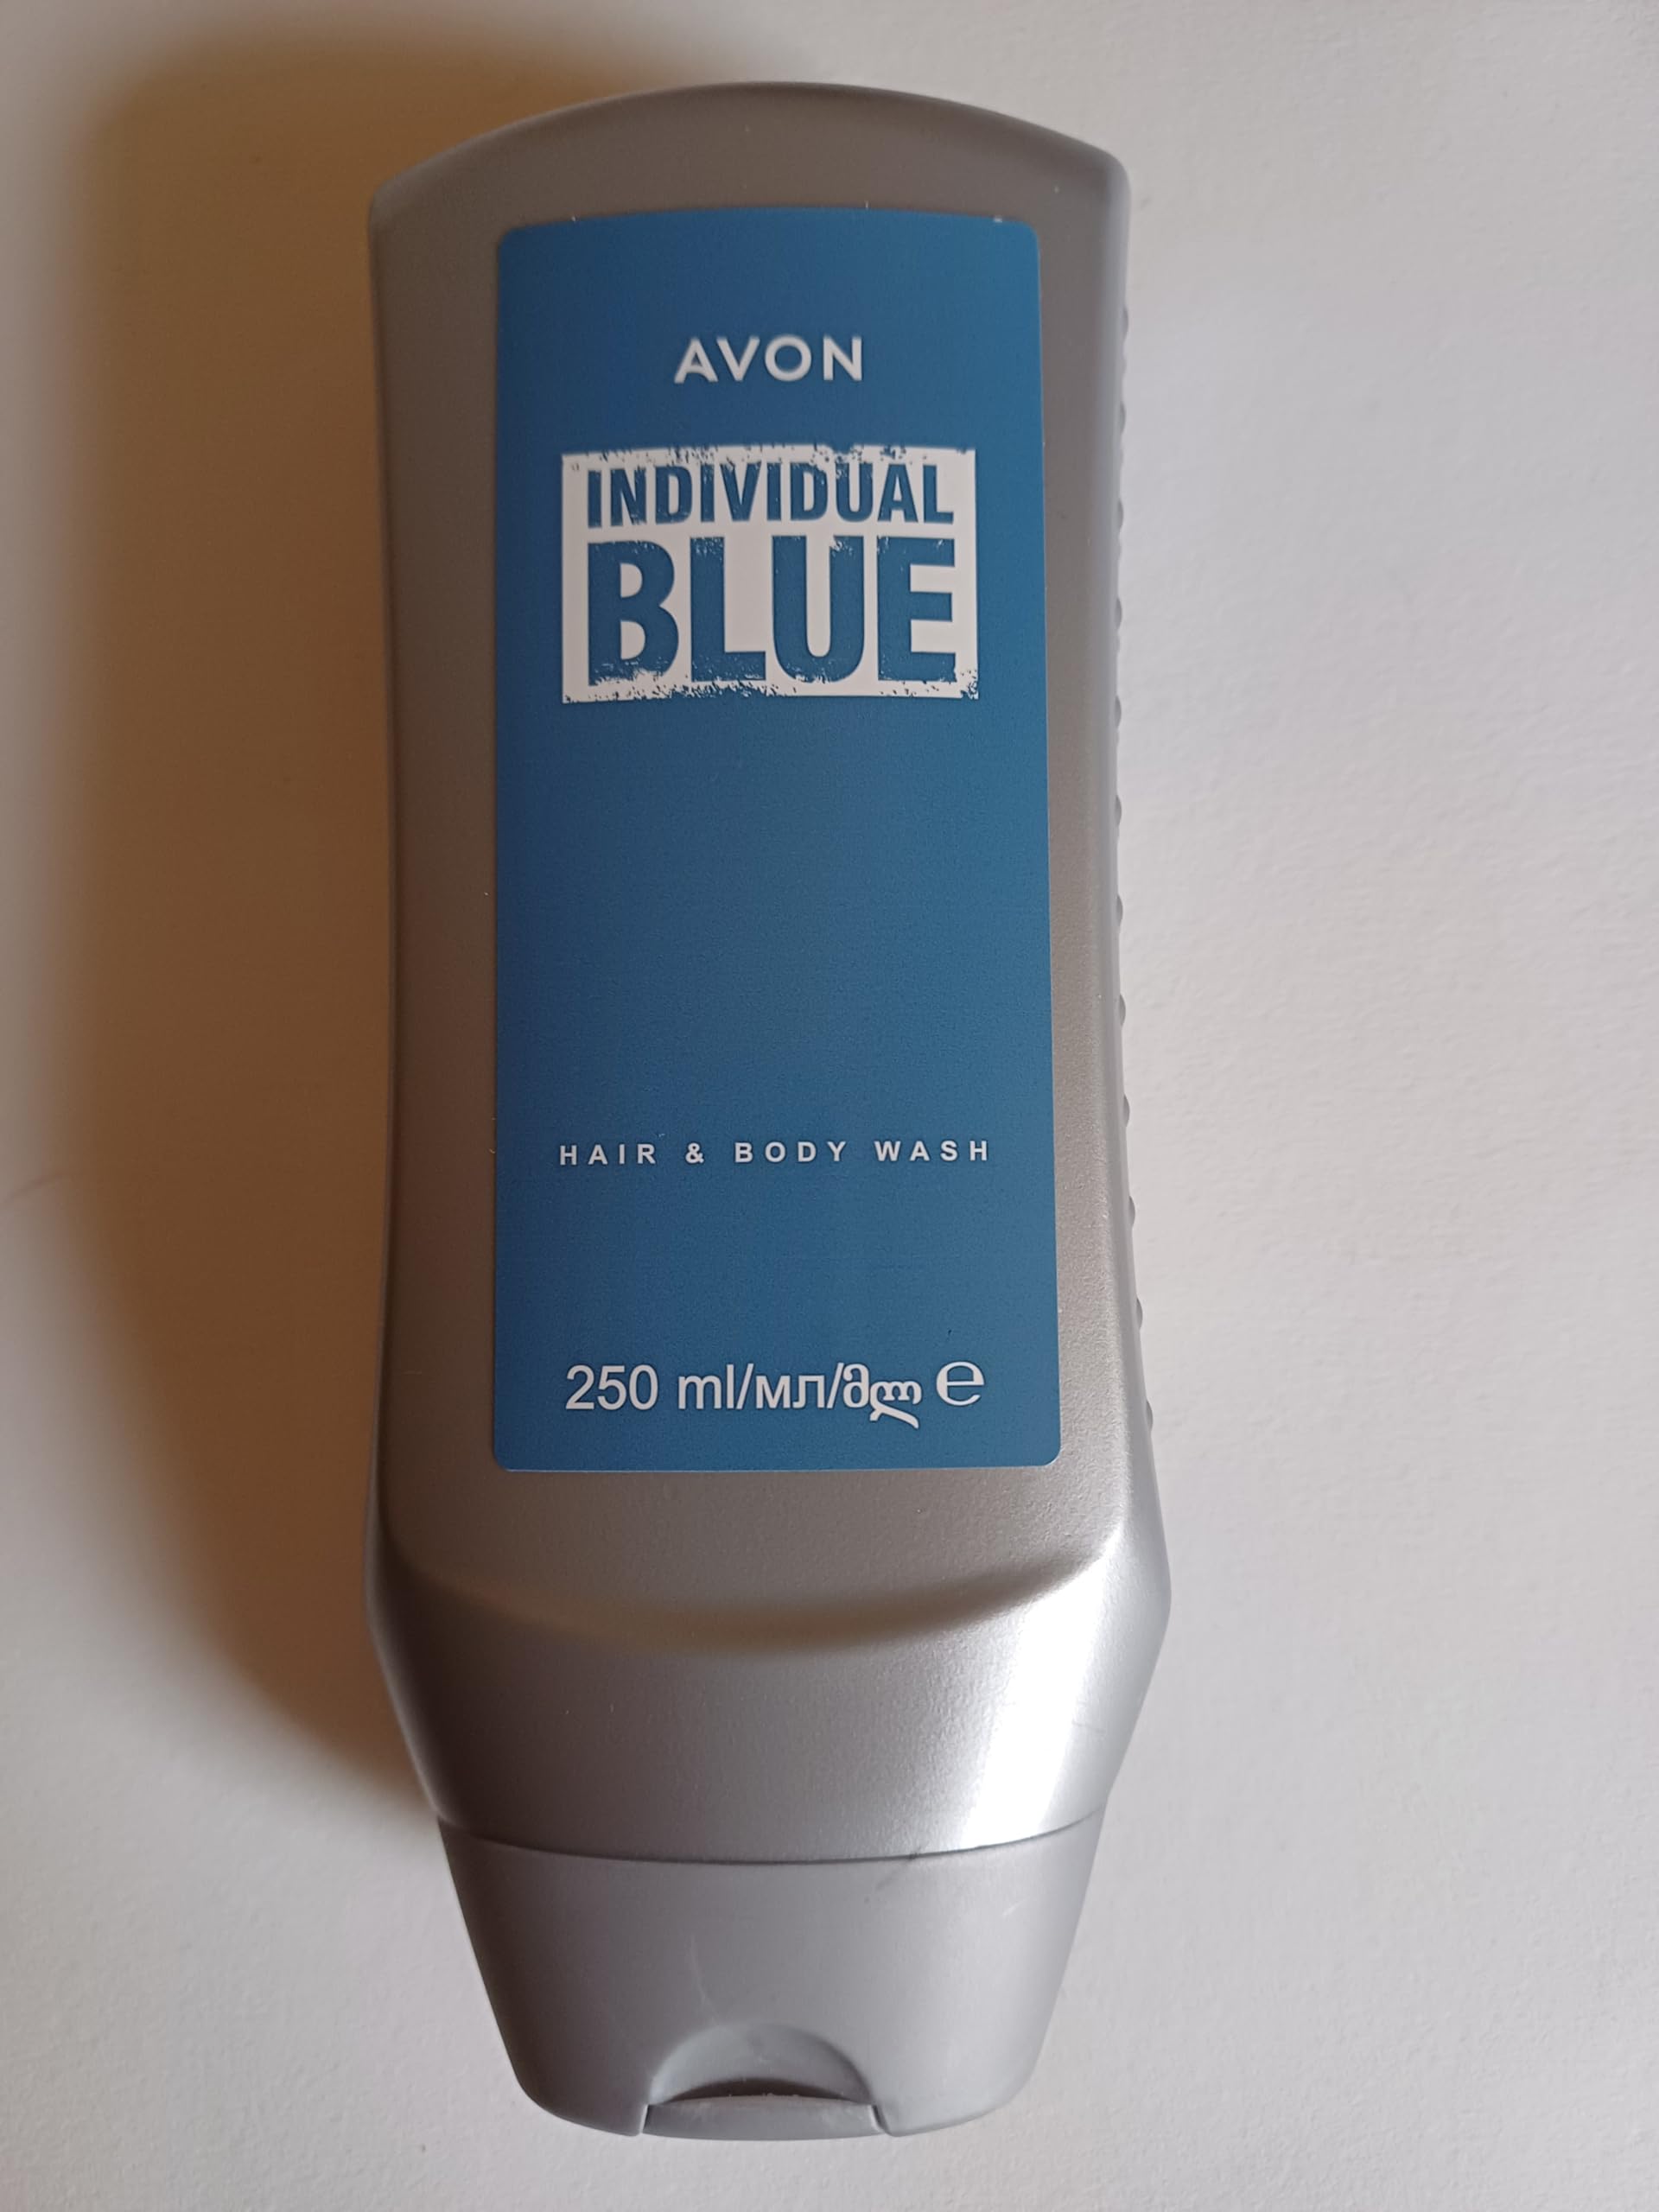 AVON
INDIVIDUAL
BLUE
HAIR & BODY WASH
250 ml/мл/მლ ℮